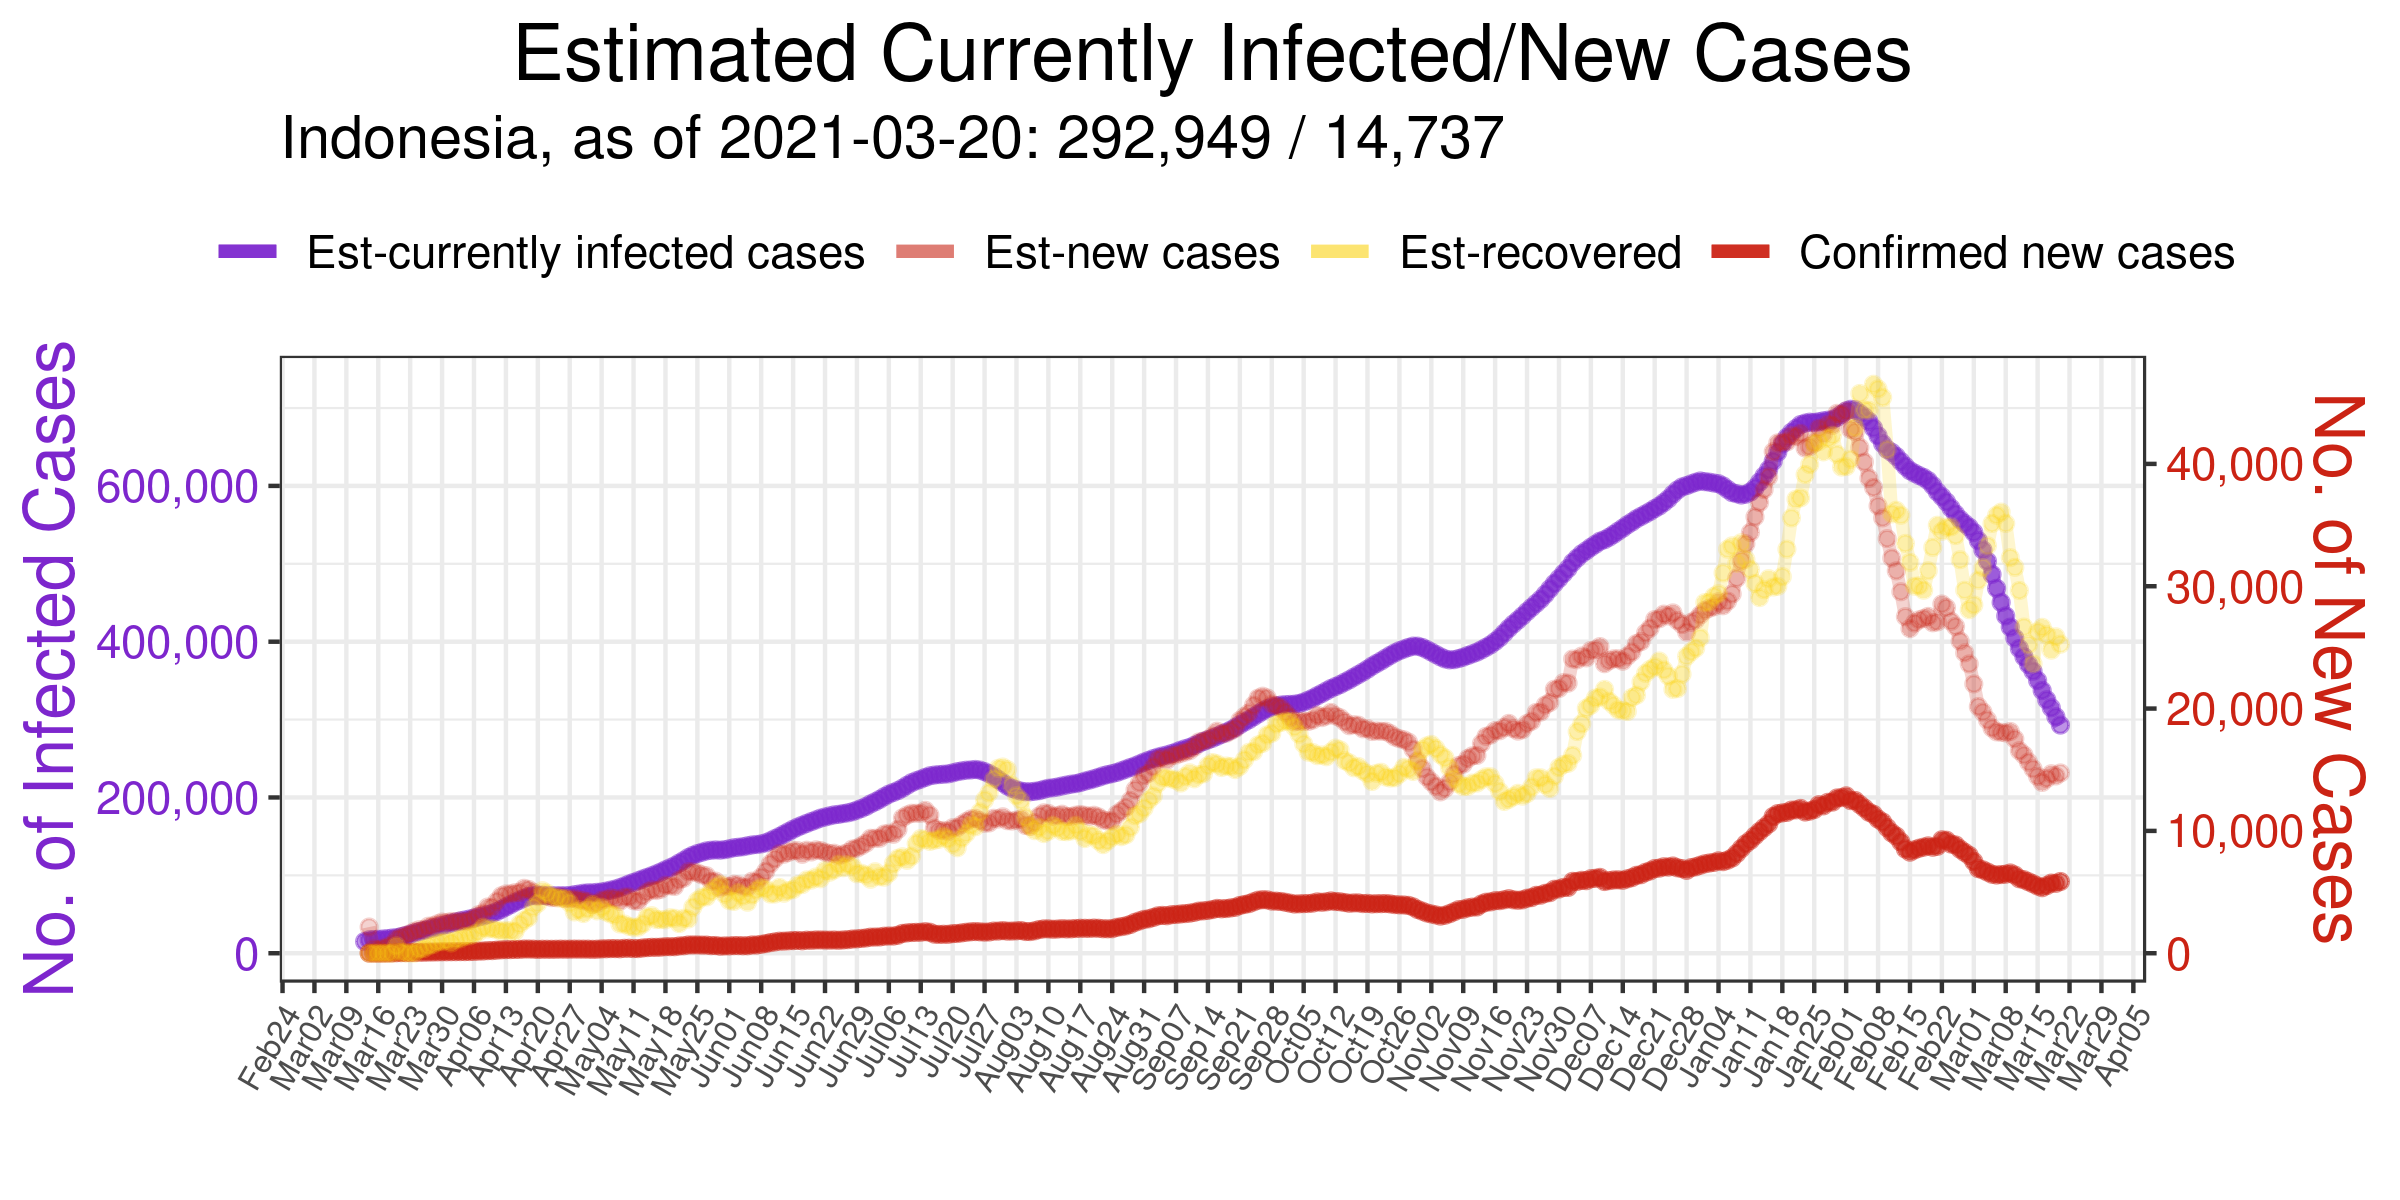 Estimated Currently Infected/New Cases
Indonesia, as of 2021-03-20: 292,949 / 14,737
Est-currently infected cases Est-new cases Est-recovered Confirmed new cases
No. of Infected Cases
600,000
400,000
200,000
0
40,000
30,000
20,000
10,000
0
No. of New Cases
Feb24 Mar02 Mar09 Mar16 Mar23 Mar30 Apr06 Apr13 Apr20 Apr27 May04 May11 May18 May25 Jun01 Jun08 Jun15 Jun22 Jun29 Jul06 Jul13 Jul20 Jul27 Aug03 Aug10 Aug17 Aug24 Aug31 Sep07 Sep14 Sep21 Sep28 Oct05 Oct12 Oct19 Oct26 Nov02 Nov09 Nov16 Nov23 Nov30 Dec07 Dec14 Dec21 Dec28 Jan04 Jan11 Jan18 Jan25 Feb01 Feb08 Feb15 Feb22 Mar01 Mar08 Mar15 Mar22 Mar29 Apr05